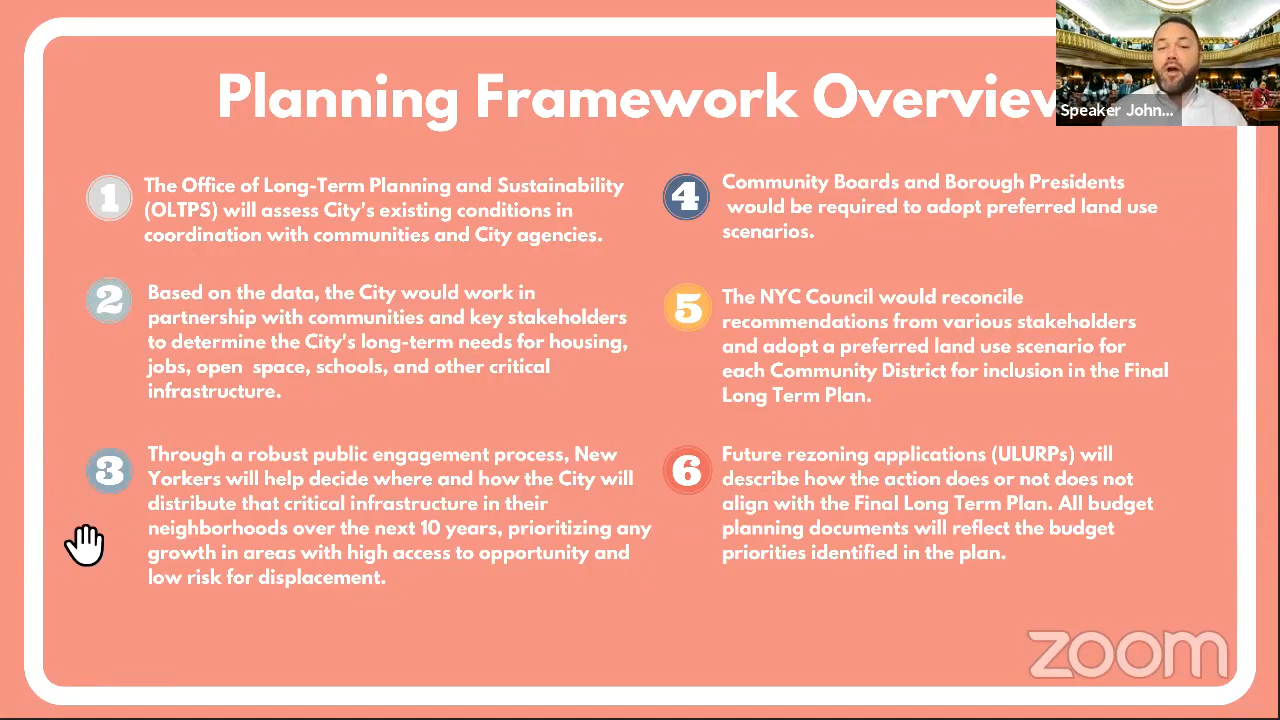 Planning Framework Overview
Speaker John...
1
The Office of Long-Term Planning and Sustainability
(OLTPS) will assess City's existing conditions in
coordination with communities and City agencies.
2
Based on the data, the City would work in
partnership with communities and key stakeholders
to determine the City's long-term needs for housing,
jobs, open space, schools, and other critical
infrastructure.
3
Through a robust public engagement process, New
Yorkers will help decide where and how the City will
distribute that critical infrastructure in their
neighborhoods over the next 10 years, prioritizing any
growth in areas with high access to opportunity and
low risk for displacement.
4
Community Boards and Borough Presidents
would be required to adopt preferred land use
scenarios.
5
The NYC Council would reconcile
recommendations from various stakeholders
and adopt a preferred land use scenario for
each Community District for inclusion in the Final
Long Term Plan.
6
Future rezoning applications (ULURPs) will
describe how the action does or not does not
align with the Final Long Term Plan. All budget
planning documents will reflect the budget
priorities identified in the plan.
zoom